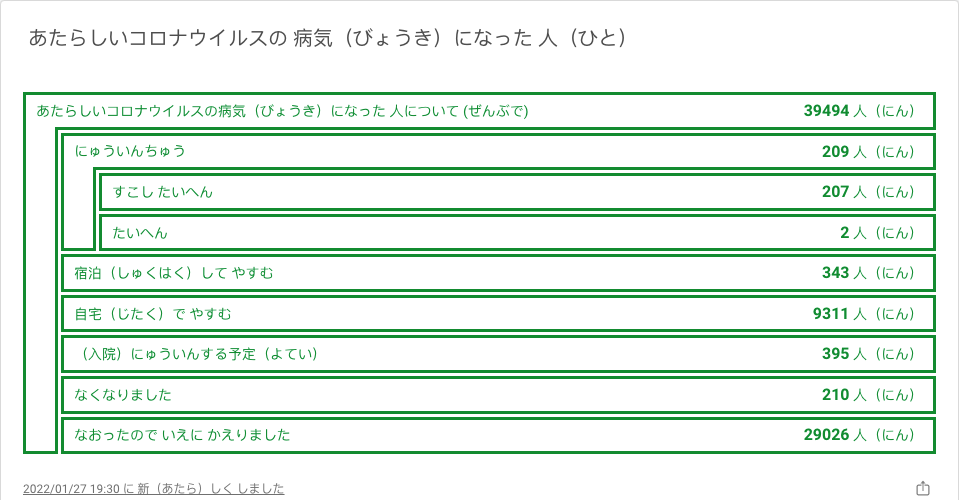 あたらしいコロナウイルスの 病気（びょうき）になった 人（ひと）
あたらしいコロナウイルスの病気（びょうき）になった 人について (ぜんぶで) 39494 人（にん）
にゅういんちゅう 209 人（にん）
すこし たいへん 207 人（にん）
たいへん 2 人（にん）
宿泊（しゅくはく）して やすむ 343 人（にん）
自宅（じたく）で やすむ 9311 人（にん）
（入院）にゅういんする予定（よてい） 395 人（にん）
なくなりました 210 人（にん）
なおったので いえに かえりました 29026 人（にん）
2022/01/27 19:30 に 新（あたら）しく しました